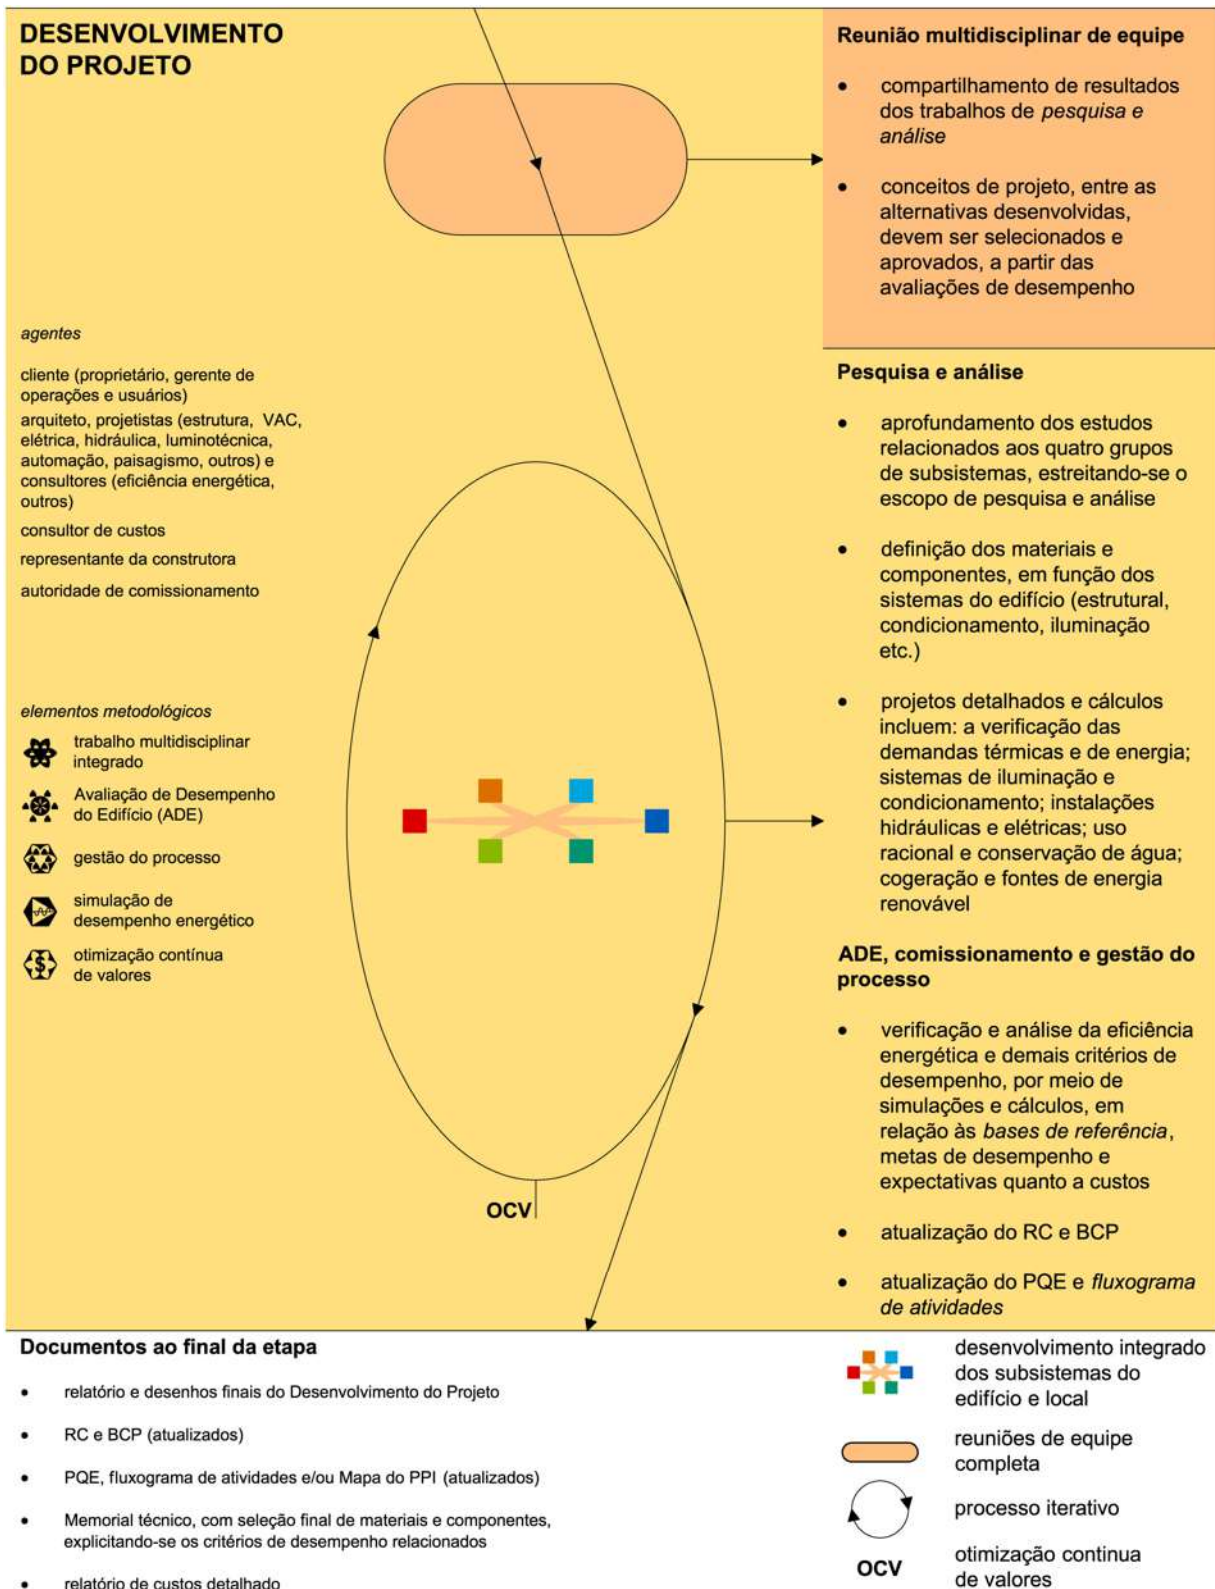 DESENVOLVIMENTO
DO PROJETO
agentes
cliente (proprietário, gerente de
operações e usuários)
arquiteto, projetistas (estrutura, VAC,
elétrica, hidráulica, luminotécnica,
automação, paisagismo, outros) e
consultores (eficiência energética,
outros)
consultor de custos
representante da construtora
autoridade de comissionamento
elementos metodológicos
trabalho multidisciplinar
integrado
Avaliação de Desempenho
do Edifício (ADE)
gestão do processo
simulação de
desempenho energético
$
otimização contínua
de valores
OCV
Reunião multidisciplinar de equipe
• compartilhamento de resultados
dos trabalhos de pesquisa e
análise
• conceitos de projeto, entre as
alternativas desenvolvidas,
devem ser selecionados e
aprovados, a partir das
avaliações de desempenho
Pesquisa e análise
• aprofundamento dos estudos
relacionados aos quatro grupos
de subsistemas, estreitando-se o
escopo de pesquisa e análise
• definição dos materiais e
componentes, em função dos
sistemas do edifício (estrutural,
condicionamento, iluminação
etc.)
• projetos detalhados e cálculos
incluem: a verificação das
demandas térmicas e de energia;
sistemas de iluminação e
condicionamento; instalações
hidráulicas e elétricas; uso
racional e conservação de água;
cogeração e fontes de energia
renovável
ADE, comissionamento e gestão do
processo
• verificação e análise da eficiência
energética e demais critérios de
desempenho, por meio de
simulações e cálculos, em
relação às bases de referência,
metas de desempenho e
expectativas quanto a custos
• atualização do RC e BCP
• atualização do PQE e fluxograma
de atividades
Documentos ao final da etapa
• relatório e desenhos finais do Desenvolvimento do Projeto
• RC e BCP (atualizados)
• PQE, fluxograma de atividades e/ou Mapa do PPI (atualizados)
• Memorial técnico, com seleção final de materiais e componentes,
explicitando-se os critérios de desempenho relacionados
• relatório de custos detalhado
desenvolvimento integrado
dos subsistemas do
edifício e local
reuniões de equipe
completa
processo iterativo
OCV
otimização continua
de valores